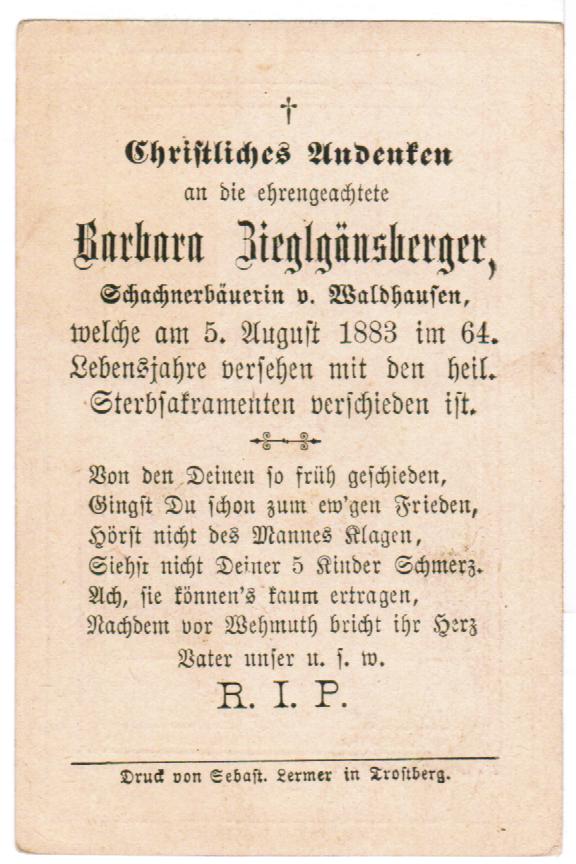 †
Christliches Andenken
an die ehrengeachtete
Barbara Zieglgänsberger,
Schachnerbäuerin v. Waldhausen,
welche am 5. August 1883 im 64.
Lebensjahre versehen mit den heil.
Sterbsakramenten verschieden ist.
Von den Deinen so früh geschieden,
Gingst Du schon zum ew'gen Frieden,
Hörst nicht des Mannes Klagen,
Siehst nicht Deiner 5 Kinder Schmerz.
Ach, sie können's kaum ertragen,
Nachdem vor Wehmuth bricht ihr Herz
Vater unser u. s. w.
R. I. P.
Druck von Sebast. Lermer in Trostberg.